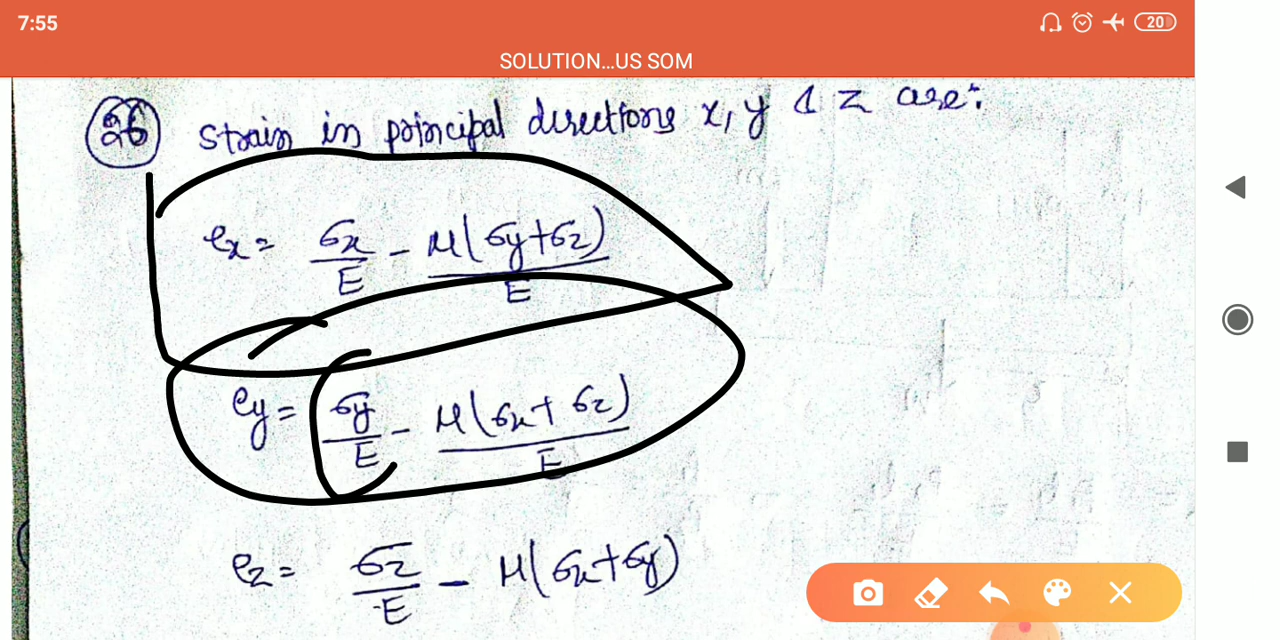 7:55
20
SOLUTION...US SOM
26 Strain in principal directions x, y & z are:
ex = σx/E - μ(σy+σz)/E
ey = σy/E - μ(σx+σz)/E
ez = σz/E - μ(σx+σy)